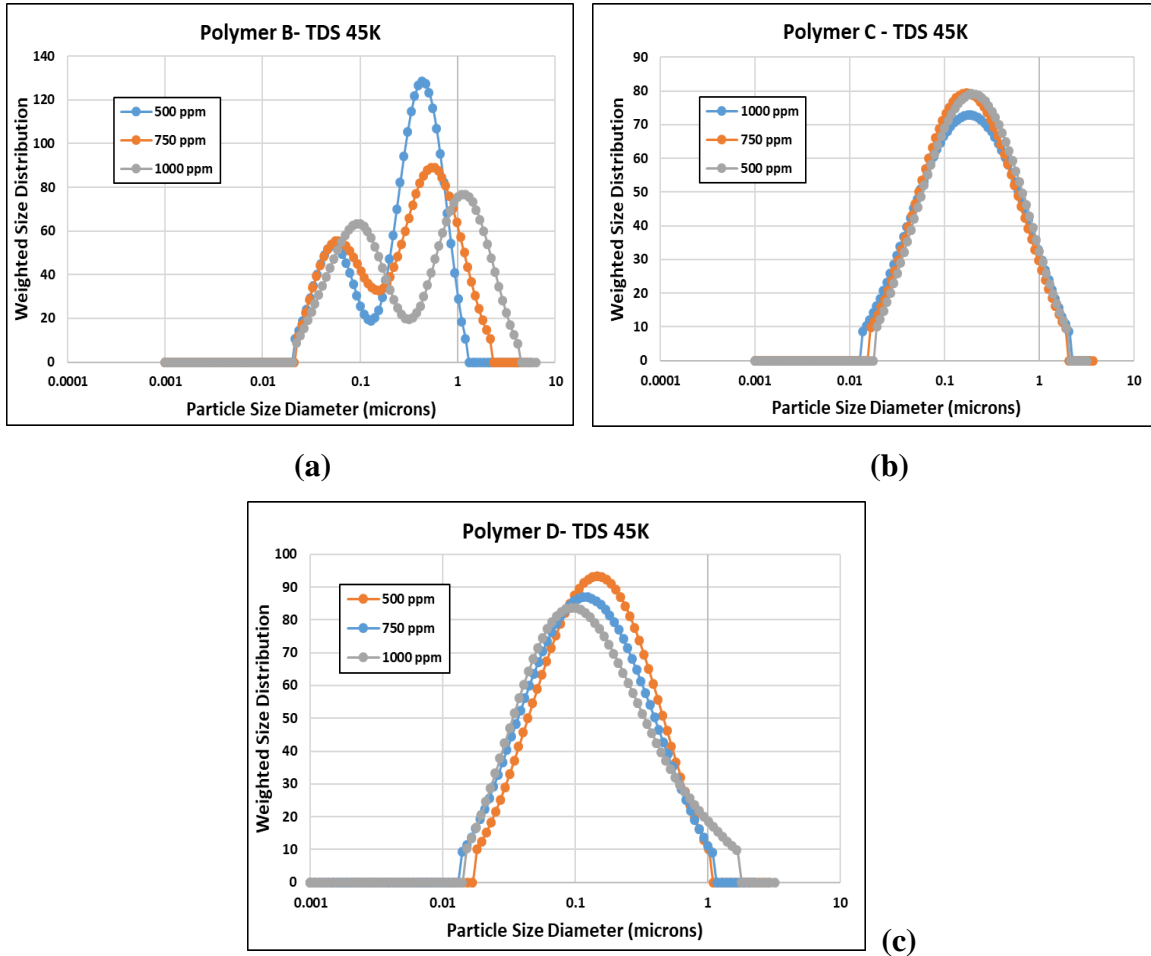 Polymer B- TDS 45K
Weighted Size Distribution
140
120
100
80
60
40
20
0
500 ppm
750 ppm
1000 ppm
0.0001
0.001
0.01
0.1
1
10
Particle Size Diameter (microns)
(a)
Polymer C - TDS 45K
Weighted Size Distribution
90
80
70
60
50
40
30
20
10
0
1000 ppm
750 ppm
500 ppm
0.0001
0.001
0.01
0.1
1
10
Particle Size Diameter (microns)
(b)
Polymer D- TDS 45K
Weighted Size Distribution
100
90
80
70
60
50
40
30
20
10
0
500 ppm
750 ppm
1000 ppm
0.001
0.01
0.1
1
10
Particle Size Diameter (microns)
(c)